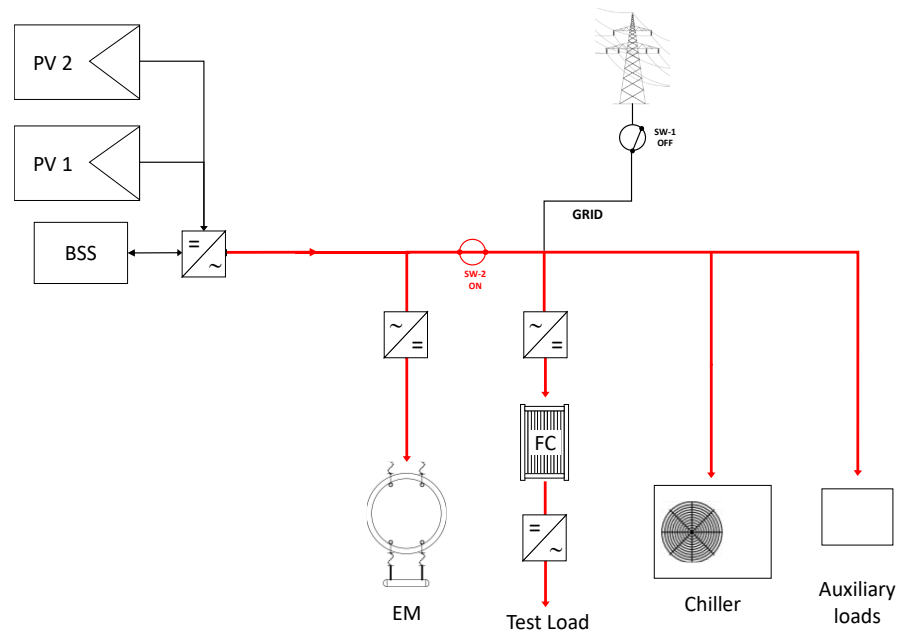 PV 2
SW-1
OFF
PV 1
GRID
BSS
=
~
SW-2
ON
~
=
~
=
FC
=
~
EM
Test Load
Chiller
Auxiliary
loads